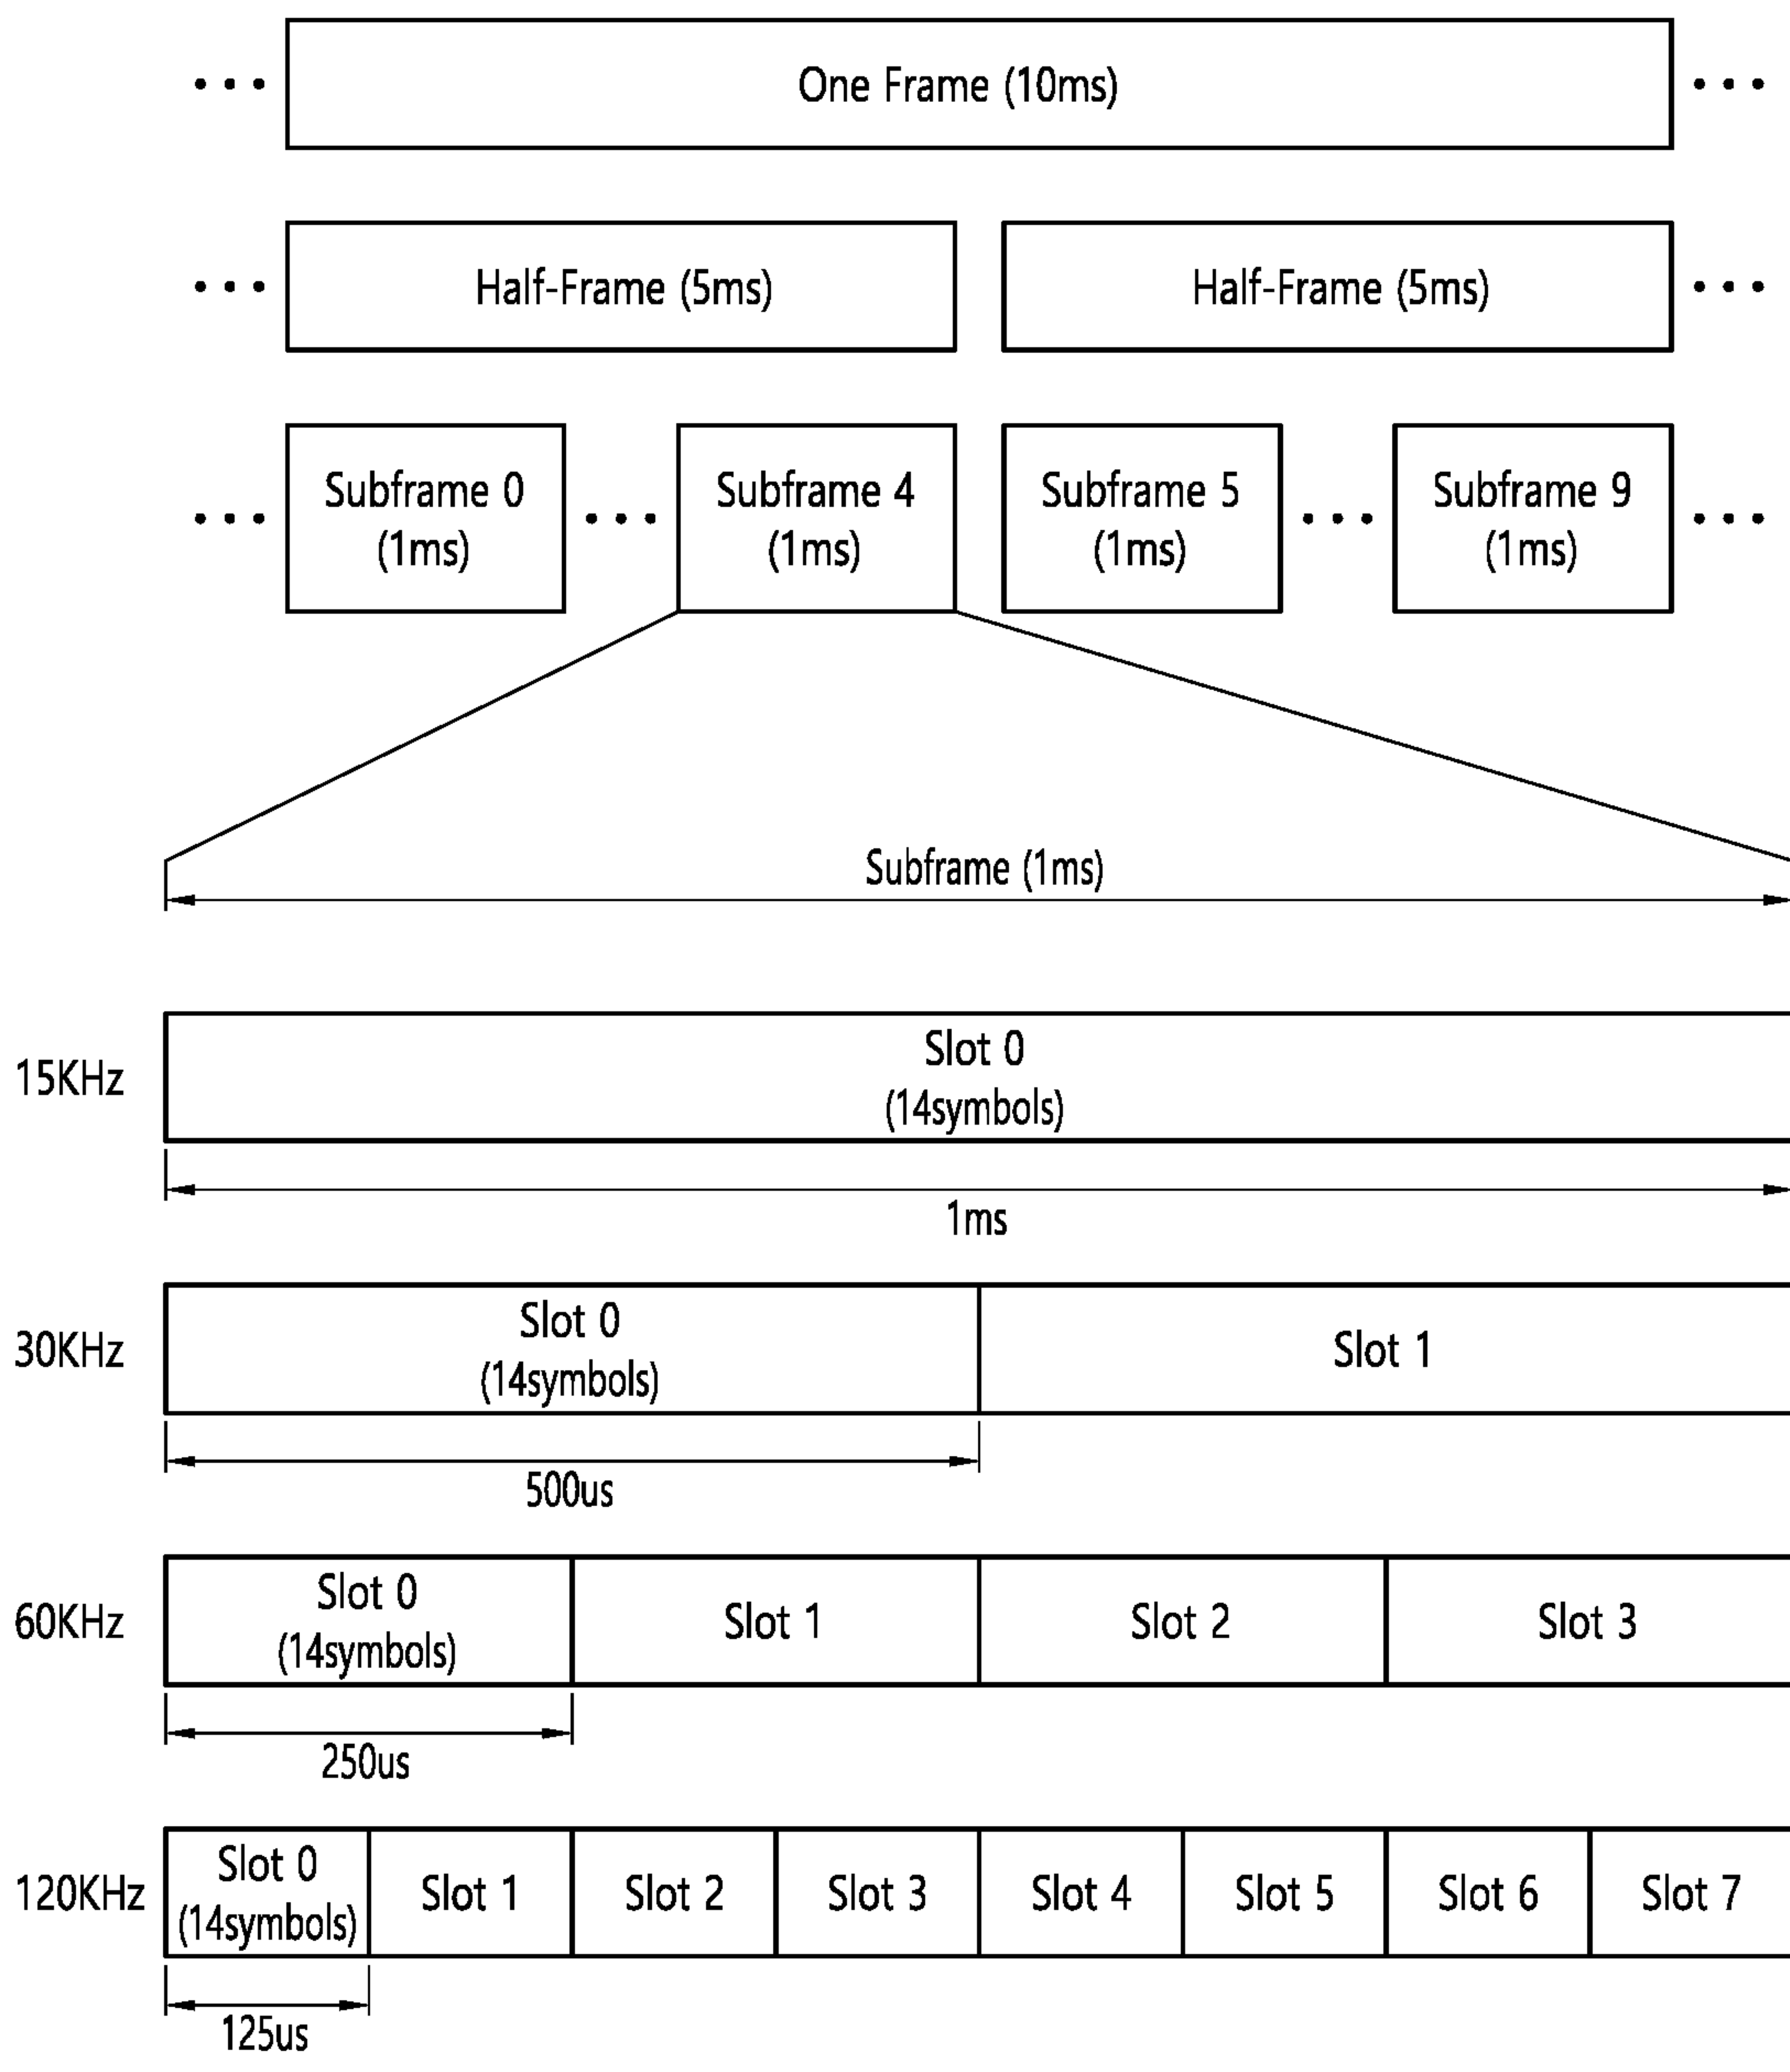 One Frame (10ms)
Half-Frame (5ms)
Half-Frame (5ms)
Subframe 0
(1ms)
Subframe 4
(1ms)
Subframe 5
(1ms)
Subframe 9
(1ms)
Subframe (1ms)
15KHz
Slot 0
(14symbols)
1ms
30KHz
Slot 0
(14symbols)
Slot 1
500us
60KHz
Slot 0
(14symbols)
Slot 1
Slot 2
Slot 3
250us
120KHz
Slot 0
(14symbols)
Slot 1
Slot 2
Slot 3
Slot 4
Slot 5
Slot 6
Slot 7
125us